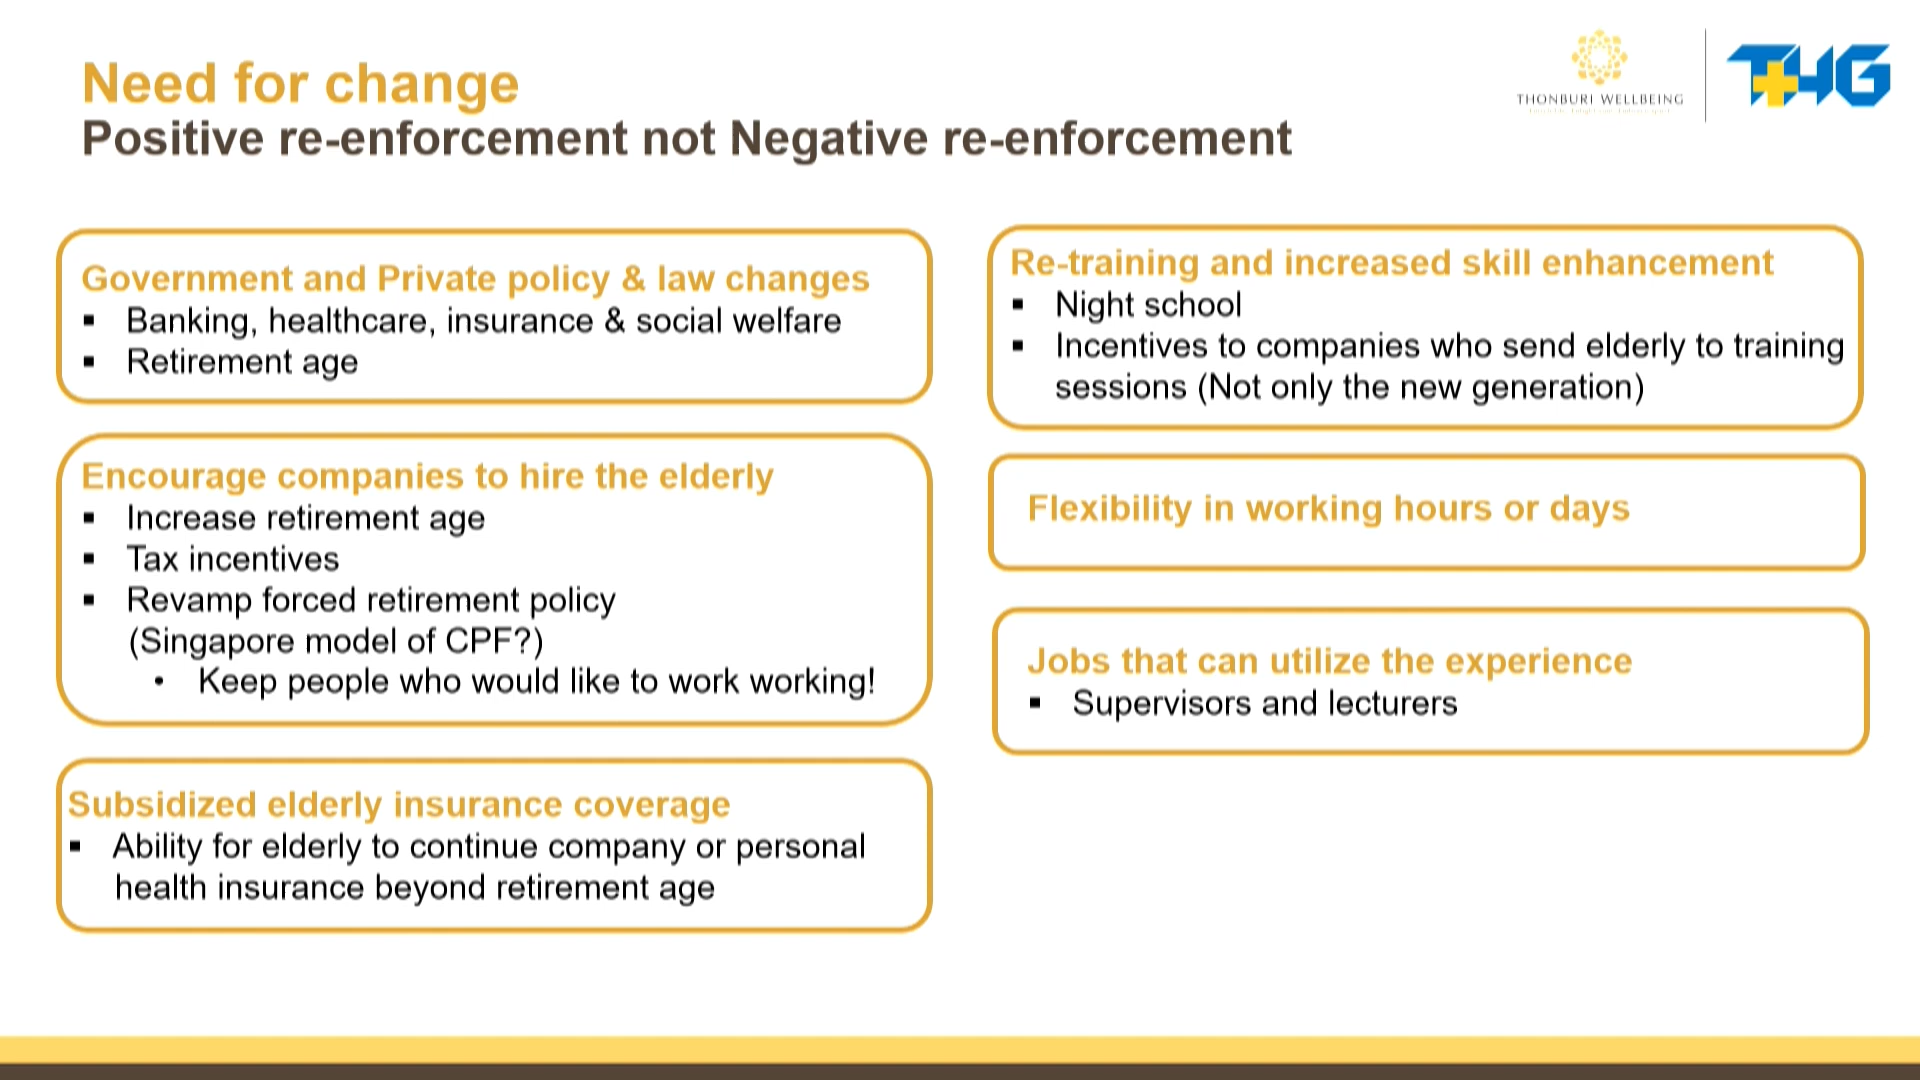 Need for change
Positive re-enforcement not Negative re-enforcement
THONBURI WELLBEING
THG
Government and Private policy & law changes
▪ Banking, healthcare, insurance & social welfare
▪ Retirement age
Encourage companies to hire the elderly
▪ Increase retirement age
▪ Tax incentives
▪ Revamp forced retirement policy
(Singapore model of CPF?)
• Keep people who would like to work working!
Subsidized elderly insurance coverage
▪ Ability for elderly to continue company or personal
health insurance beyond retirement age
Re-training and increased skill enhancement
▪ Night school
▪ Incentives to companies who send elderly to training
sessions (Not only the new generation)
Flexibility in working hours or days
Jobs that can utilize the experience
▪ Supervisors and lecturers